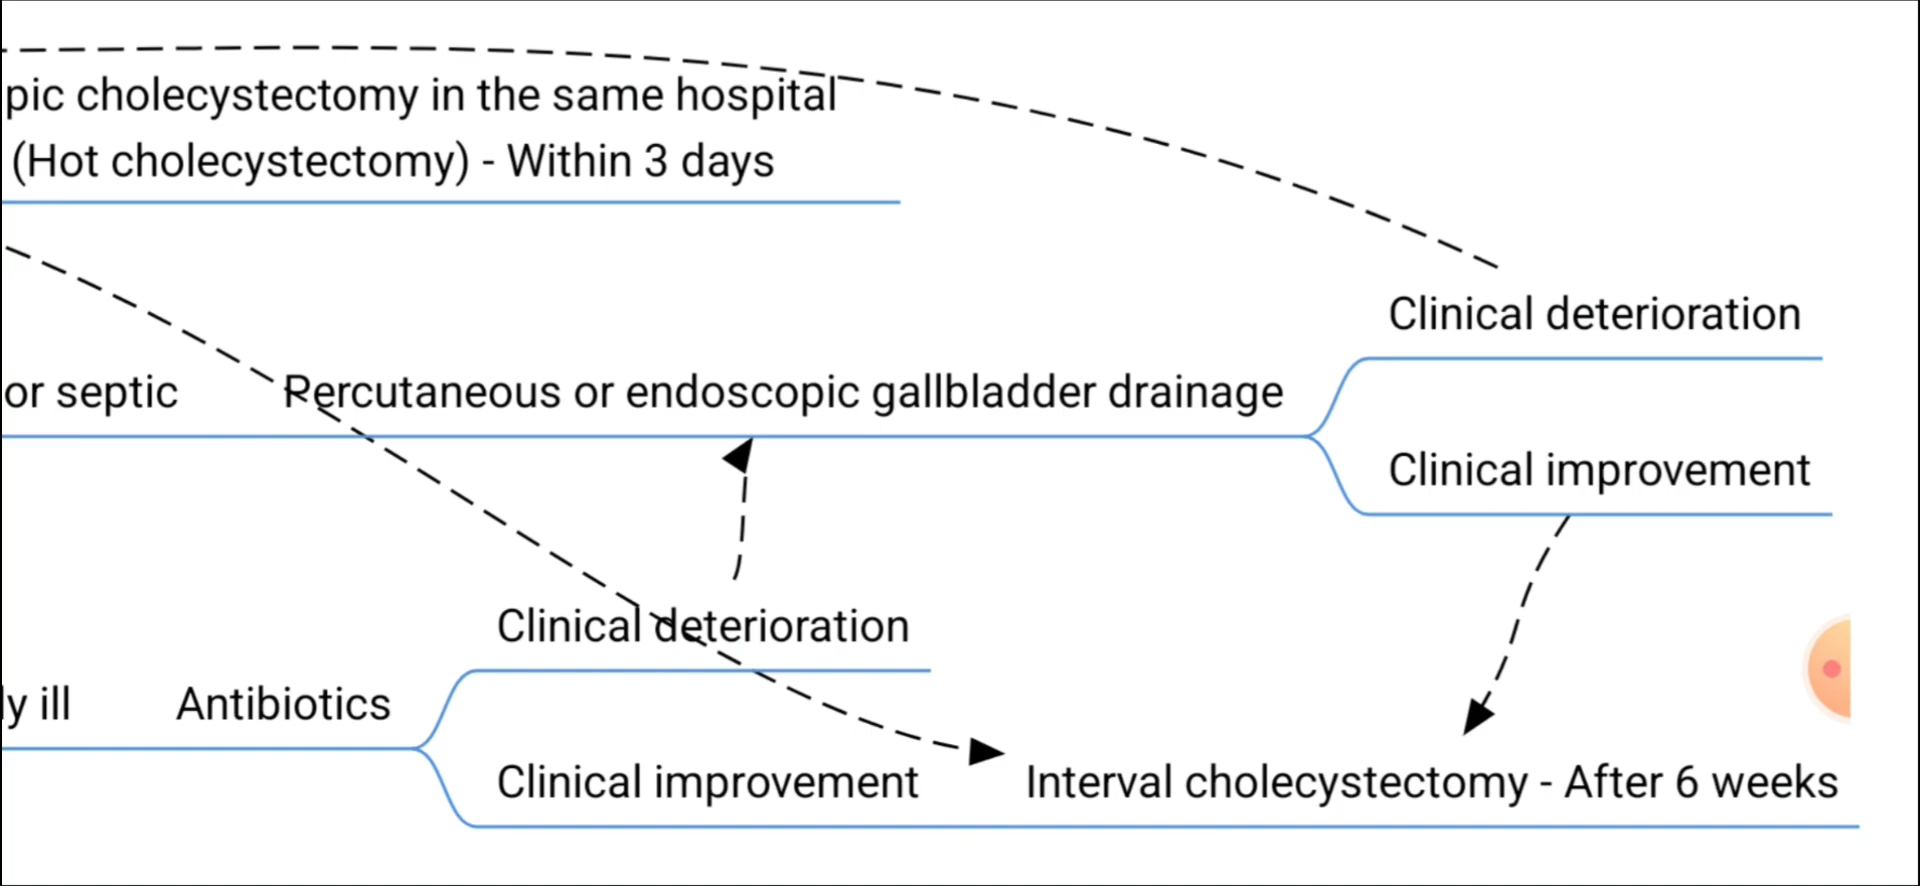 pic cholecystectomy in the same hospital
(Hot cholecystectomy) - Within 3 days
Clinical deterioration
or septic
Percutaneous or endoscopic gallbladder drainage
Clinical improvement
Clinical deterioration
ly ill
Antibiotics
Clinical improvement
Interval cholecystectomy - After 6 weeks